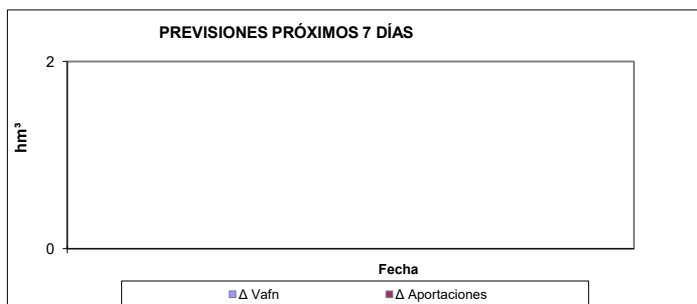 PREVISIONES PRÓXIMOS 7 DÍAS
2
hm³
0
Fecha
Δ Vafn Δ Aportaciones